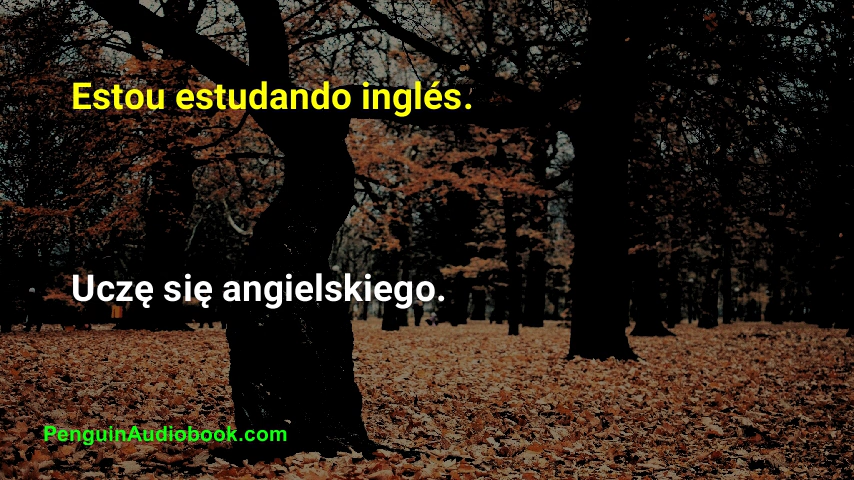 Estou estudando inglés.
Uczę się angielskiego.
PenguinAudiobook.com